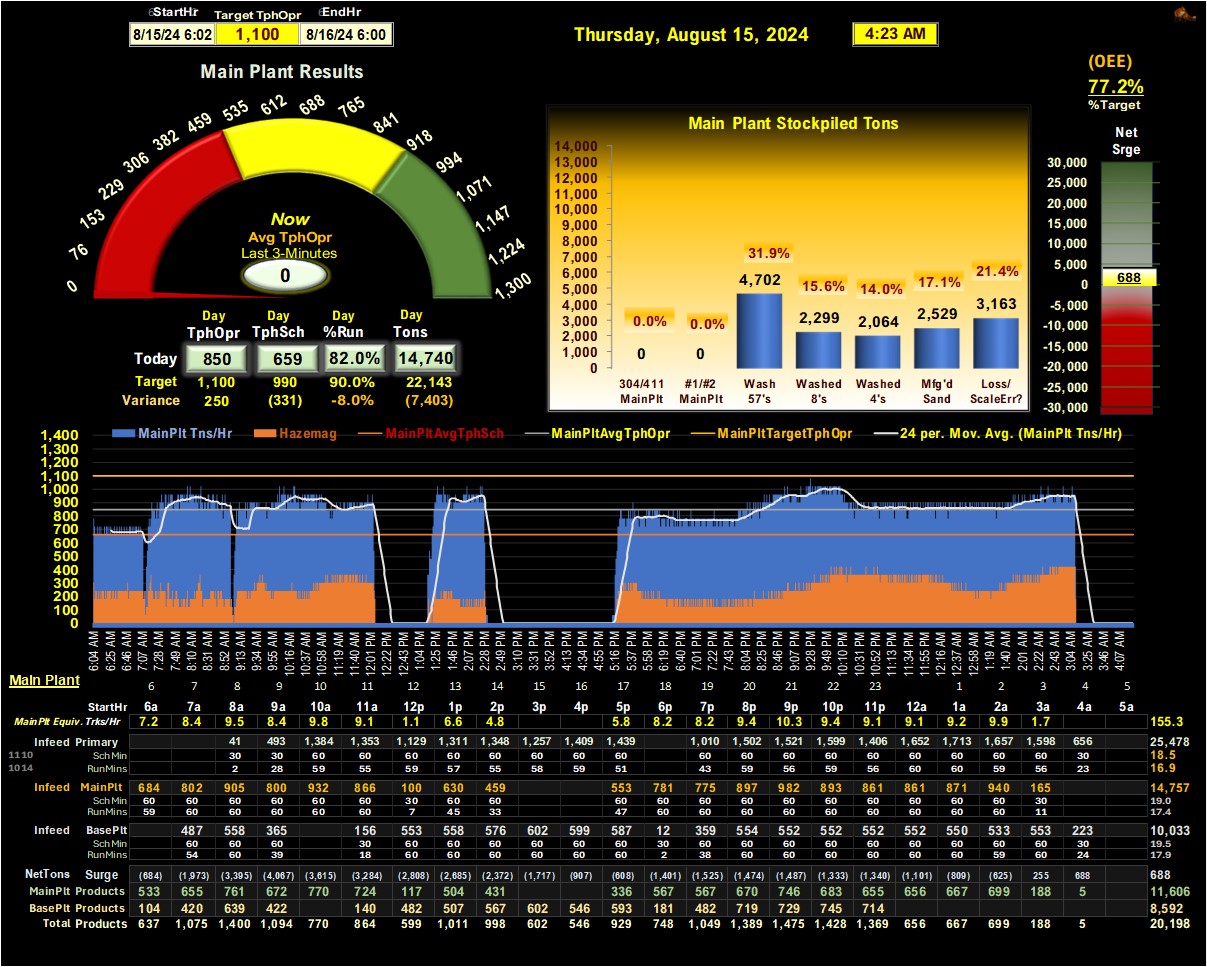 StartHr Target TphOpr EndHr
8/15/24 6:02 1,100 8/16/24 6:00
Thursday, August 15, 2024 4:23 AM
(OEE)
77.2%
%Target
Net
Srge
30,000
25,000
20,000
15,000
10,000
5,000
688
0
-5,000
-10,000
-15,000
-20,000
-25,000
-30,000
Main Plant Results
0 76 153 229 306 382 459 535 612 688 765 841 918 994 1,071 1,147 1,224 1,300
Now
Avg TphOpr
Last 3-Minutes
0
Day Day Day Day
TphOpr TphSch %Run Tons
Today 850 659 82.0% 14,740
Target 1,100 990 90.0% 22,143
Variance 250 (331) -8.0% (7,403)
Main Plant Stockpiled Tons
14,000
13,000
12,000
11,000
10,000
9,000
8,000
7,000
6,000
5,000
4,000
3,000
2,000
1,000
0
0.0% 0.0% 31.9% 15.6% 14.0% 17.1% 21.4%
0 0 4,702 2,299 2,064 2,529 3,163
304/411 #1/#2 Wash Washed Washed Mfg'd Loss/
MainPlt MainPlt 57's 8's 4's Sand ScaleErr?
MainPlt Tns/Hr Hazemag MainPltAvgTphSch MainPltAvgTphOpr MainPltTargetTphOpr 24 per. Mov. Avg. (MainPlt Tns/Hr)
1,400
1,300
1,200
1,100
1,000
900
800
700
600
500
400
300
200
100
0
6:04 AM 6:25 AM 6:46 AM 7:07 AM 7:28 AM 7:49 AM 8:10 AM 8:31 AM 8:52 AM 9:13 AM 9:34 AM 9:55 AM 10:16 AM 10:37 AM 10:58 AM 11:19 AM 11:40 AM 12:01 PM 12:22 PM 12:43 PM 1:04 PM 1:25 PM 1:46 PM 2:07 PM 2:28 PM 2:49 PM 3:10 PM 3:31 PM 3:52 PM 4:13 PM 4:34 PM 4:55 PM 5:16 PM 5:37 PM 5:58 PM 6:19 PM 6:40 PM 7:01 PM 7:22 PM 7:43 PM 8:04 PM 8:25 PM 8:46 PM 9:07 PM 9:28 PM 9:49 PM 10:10 PM 10:31 PM 10:52 PM 11:13 PM 11:34 PM 11:55 PM 12:16 AM 12:37 AM 12:58 AM 1:19 AM 1:40 AM 2:01 AM 2:22 AM 2:43 AM 3:04 AM 3:25 AM 3:46 AM 4:07 AM
Main Plant
6 7 8 9 10 11 12 13 14 15 16 17 18 19 20 21 22 23 1 2 3 4 5
StartHr 6a 7a 8a 9a 10a 11a 12p 1p 2p 3p 4p 5p 6p 7p 8p 9p 10p 11p 12a 1a 2a 3a 4a 5a
MainPlt Equiv. Trks/Hr 7.2 8.4 9.5 8.4 9.8 9.1 1.1 6.6 4.8 5.8 8.2 8.2 9.4 10.3 9.4 9.1 9.1 9.2 9.9 1.7 155.3
Infeed Primary 41 493 1,384 1,353 1,129 1,311 1,348 1,257 1,409 1,439 1,010 1,502 1,521 1,599 1,406 1,652 1,713 1,657 1,598 656 25,478
1110 SchMin 30 30 60 60 60 60 60 60 60 60 60 60 60 60 60 60 60 60 60 30 18.5
1014 RunMins 2 28 59 55 59 57 55 58 59 51 43 59 56 59 56 60 60 59 56 23 16.9
Infeed MainPlt 684 802 905 800 932 866 100 630 459 553 781 775 897 982 893 861 861 871 940 165 14,757
SchMin 60 60 60 60 60 60 30 60 60 60 60 60 60 60 60 60 60 60 60 30 19.0
RunMins 59 60 60 60 60 60 7 45 33 47 60 60 60 60 60 60 60 60 60 11 17.4
Infeed BasePlt 487 558 365 156 553 558 576 602 599 587 12 359 554 552 552 552 552 550 533 553 223 10,033
SchMin 60 60 60 30 60 60 60 60 60 60 30 60 60 60 60 60 60 60 60 60 30 19.5
RunMins 54 60 39 18 60 60 60 60 60 60 2 38 60 60 60 60 60 60 59 60 24 17.9
NetTons Surge (684) (1,973) (3,395) (4,067) (3,615) (3,284) (2,808) (2,685) (2,372) (1,717) (907) (608) (1,401) (1,525) (1,474) (1,487) (1,333) (1,340) (1,101) (809) (625) 255 688 688
MainPlt Products 533 655 761 672 770 724 117 504 431 336 567 567 670 746 683 655 656 667 699 188 5 11,606
BasePlt Products 104 420 639 422 140 482 507 567 602 546 593 181 482 719 729 745 714 8,592
Total Products 637 1,075 1,400 1,094 770 864 599 1,011 998 602 546 929 748 1,049 1,389 1,475 1,428 1,369 656 667 699 188 5 20,198